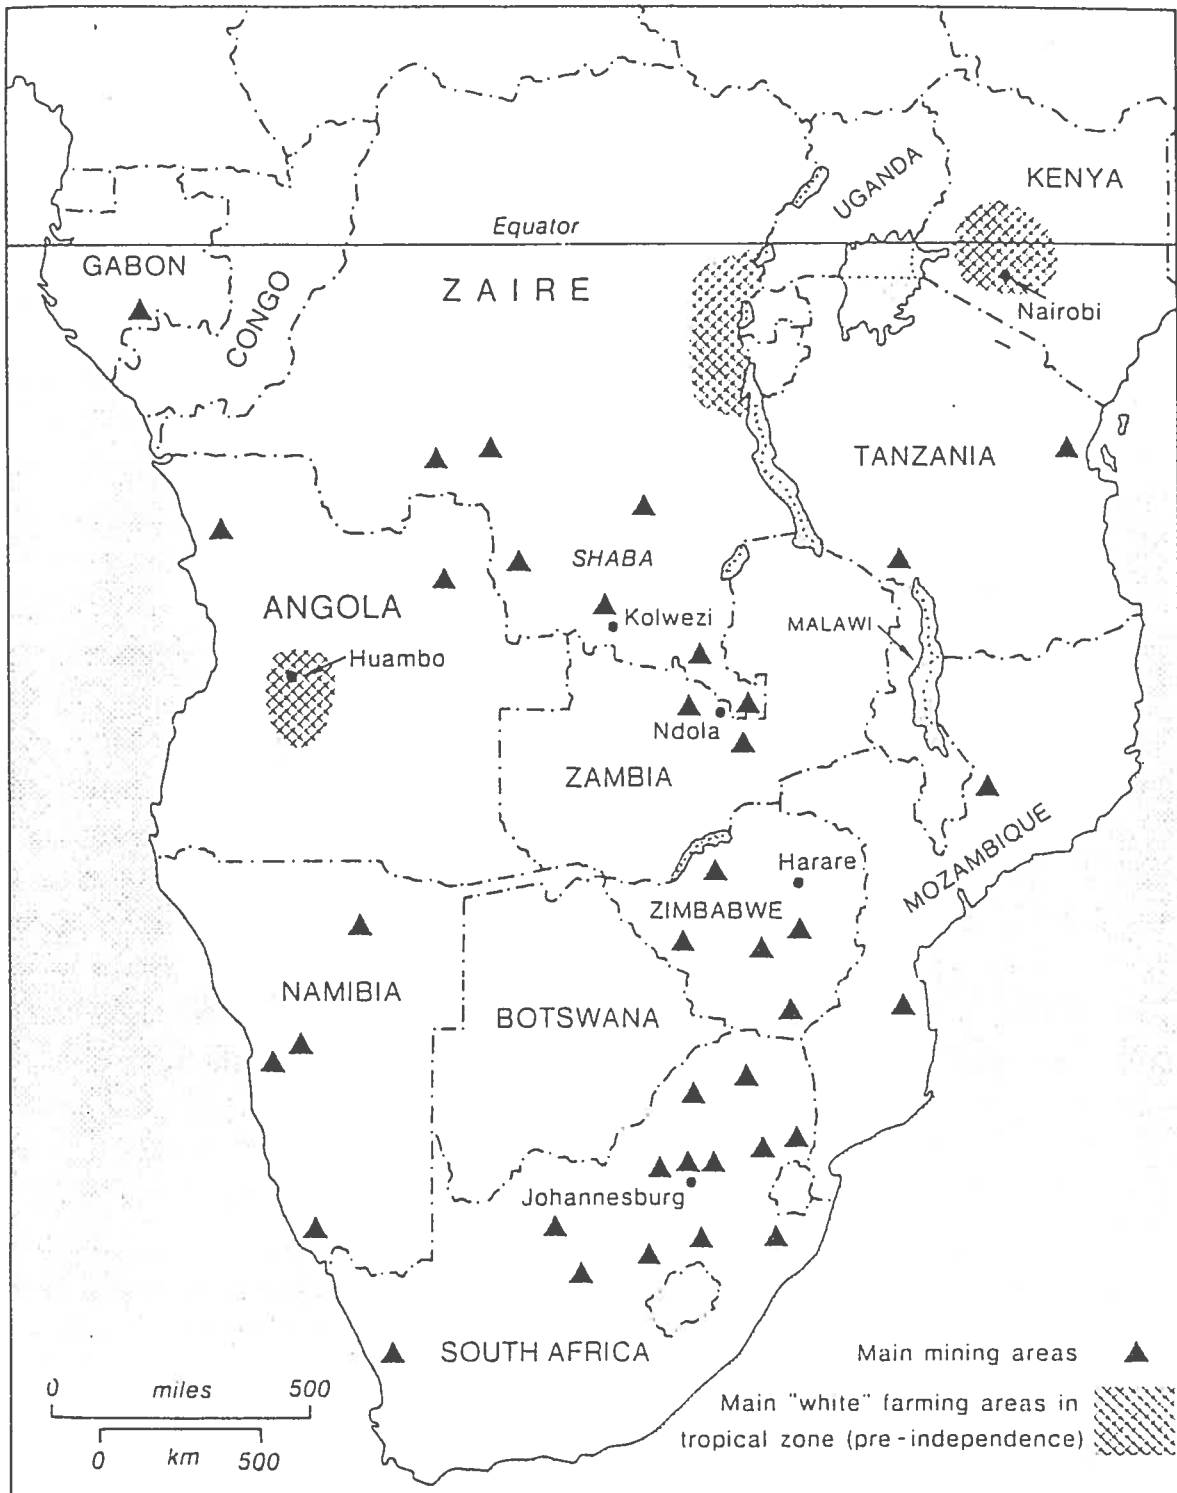 KENYA
UGANDA
Equator
GABON
ZAIRE
CONGO
Nairobi
TANZANIA
SHABA
ANGOLA
Kolwezi
MALAWI
Huambo
Ndola
ZAMBIA
MOZAMBIQUE
Harare
ZIMBABWE
NAMIBIA
BOTSWANA
Johannesburg
SOUTH AFRICA
Main mining areas
0 miles 500
Main "white" farming areas in
tropical zone (pre-independence)
0 km 500